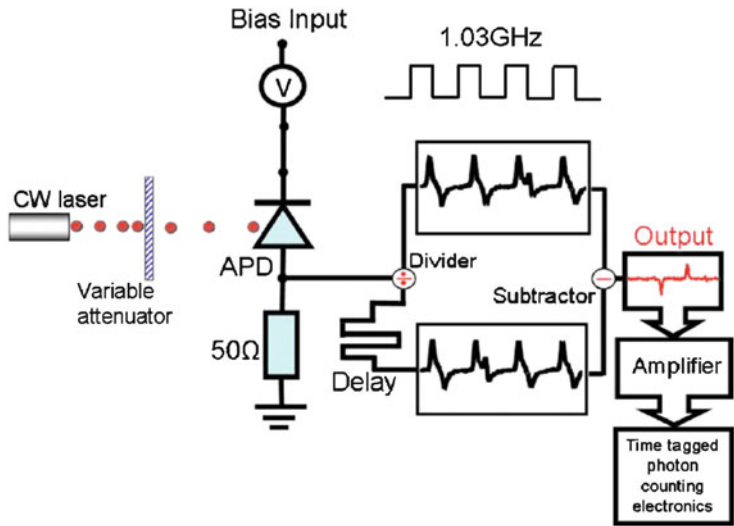 Bias Input
V
1.03GHz
CW laser
Variable
attenuator
APD
50Ω
÷
Divider
Delay
Subtractor
−
Output
Amplifier
Time tagged
photon
counting
electronics